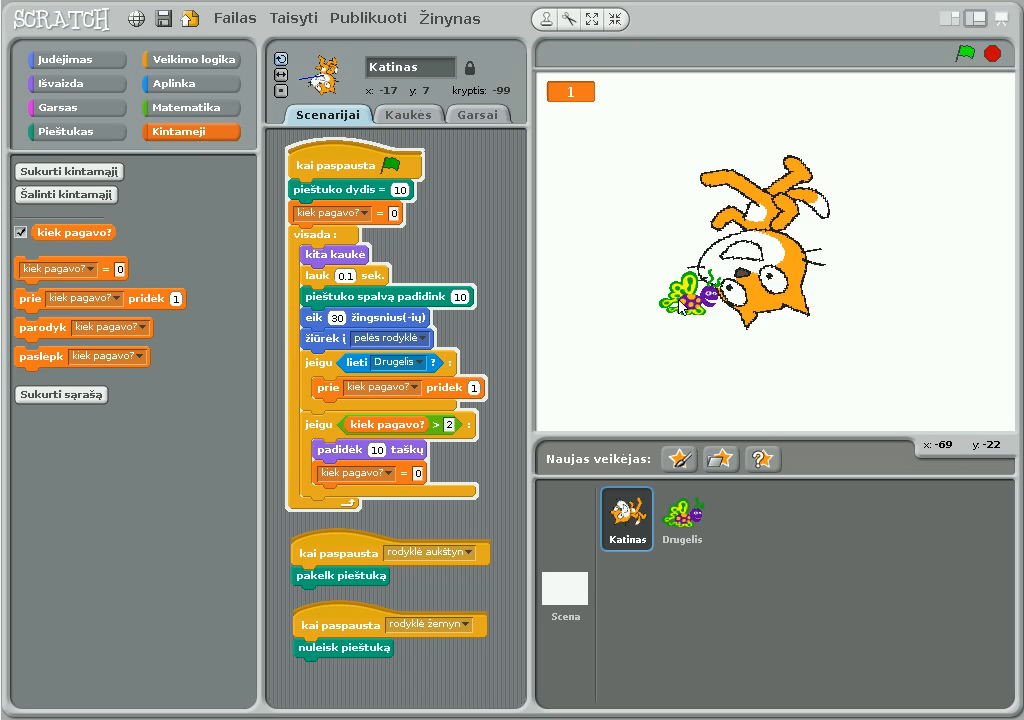 SCRATCH Failas Taisyti Publikuoti Žinynas
Judėjimas Veikimo logika
Išvaizda Aplinka
Garsas Matematika
Pieštukas Kintameji
Sukurti kintamąjį
Šalinti kintamąjį
kiek pagavo?
kiek pagavo? = 0
prie kiek pagavo? pridėk 1
parodyk kiek pagavo?
paslėpk kiek pagavo?
Sukurti sąrašą
Katinas
x: -17 y: 7 kryptis: -99
Scenarijai Kaukės Garsai
kai paspausta
pieštuko dydis = 10
kiek pagavo? = 0
visada :
kita kaukė
lauk 0.1 sek.
pieštuko spalvą padidink 10
eik 30 žingsnius(-ių)
žiūrėk į pelės rodyklė
jeigu lieti Drugelis ? :
prie kiek pagavo? pridėk 1
jeigu kiek pagavo? > 2 :
padidėk 10 taškų
kiek pagavo? = 0
kai paspausta rodyklė aukštyn
pakelk pieštuką
kai paspausta rodyklė žemyn
nuleisk pieštuką
1
x: -69 y: -22
Naujas veikėjas:
Katinas Drugelis
Scena